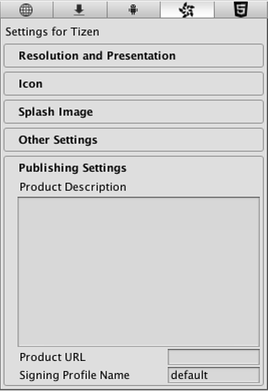 Settings for Tizen
Resolution and Presentation
Icon
Splash Image
Other Settings
Publishing Settings
Product Description
Product URL
Signing Profile Name default